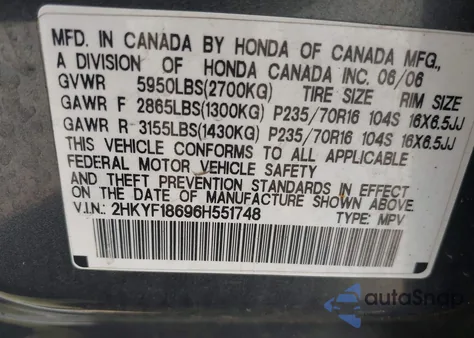 MFD. IN CANADA BY HONDA OF CANADA MFG.,
A DIVISION OF HONDA CANADA INC. 06/06
GVWR 5950LBS(2700KG) TIRE SIZE RIM SIZE
GAWR F 2865LBS(1300KG) P235/70R16 104S 16X6.5JJ
GAWR R 3155LBS(1430KG) P235/70R16 104S 16X6.5JJ
THIS VEHICLE CONFORMS TO ALL APPLICABLE
FEDERAL MOTOR VEHICLE SAFETY
AND THEFT PREVENTION STANDARDS IN EFFECT
ON THE DATE OF MANUFACTURE SHOWN ABOVE.
V.I.N.: 2HKYF18696H551748 TYPE: MPV
autoSnap